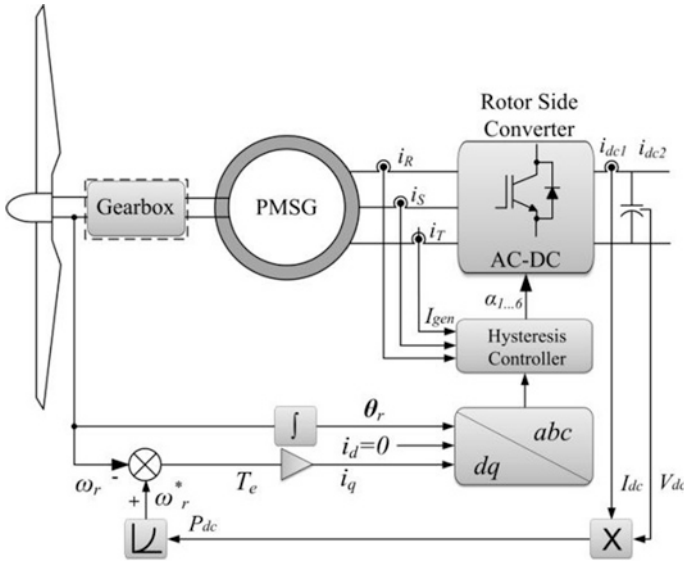 Rotor Side
Converter
i_R
i_dc1
i_dc2
Gearbox
PMSG
i_S
i_T
AC-DC
α_1...6
I_gen
Hysteresis
Controller
∫
θ_r
abc
i_d=0
dq
ω_r
-
T_e
i_q
+
ω*_r
I_dc
V_dc
P_dc
X